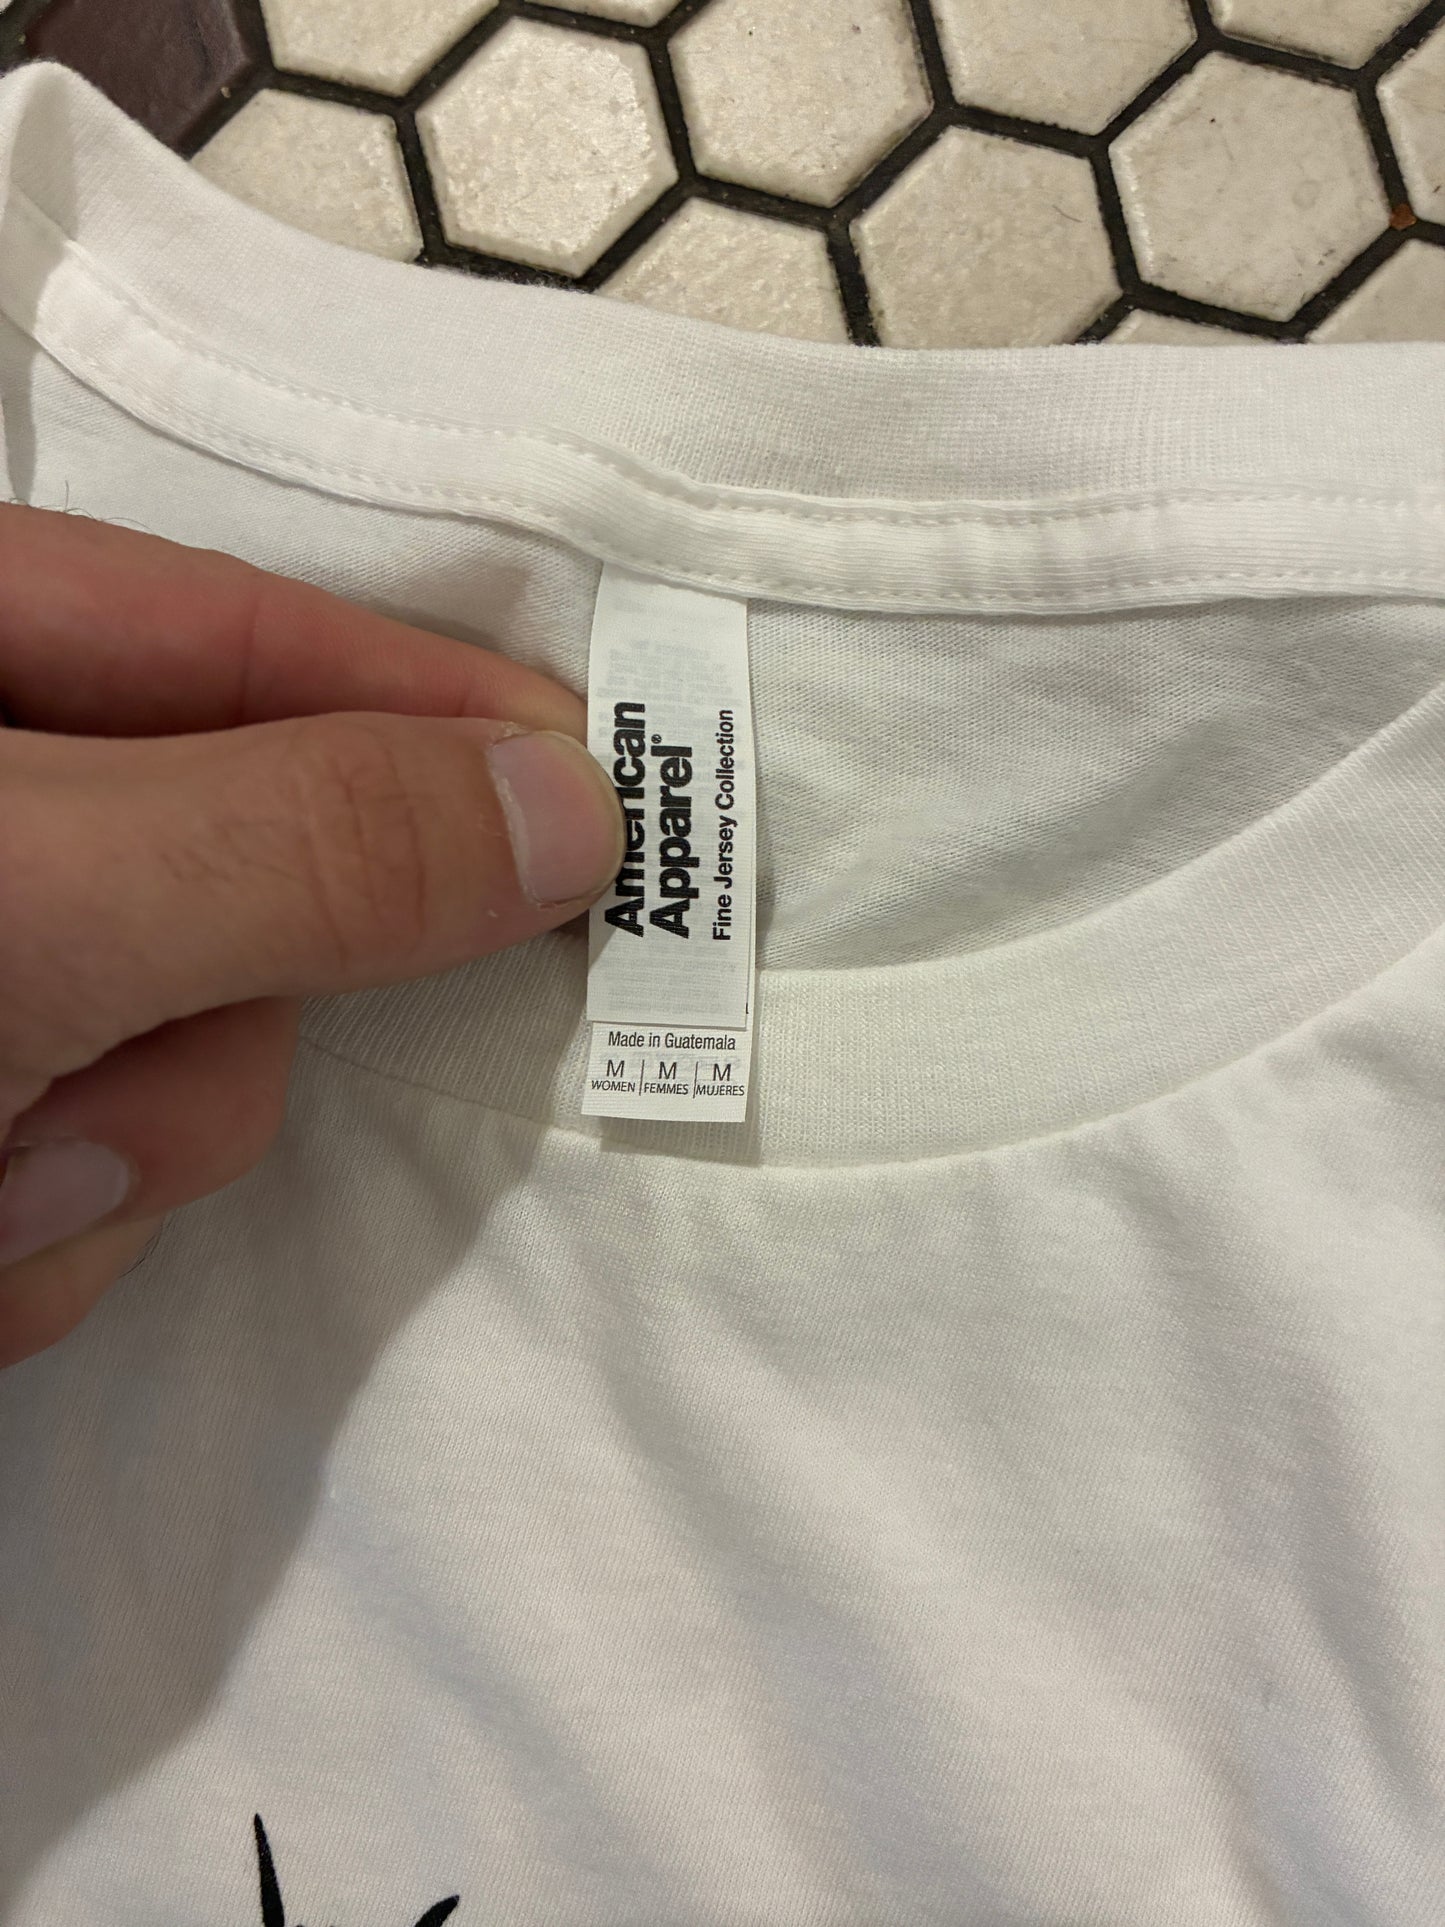 American
Apparel®
Fine Jersey Collection
Made in Guatemala
M | M | M
WOMEN | FEMMES | MUJERES